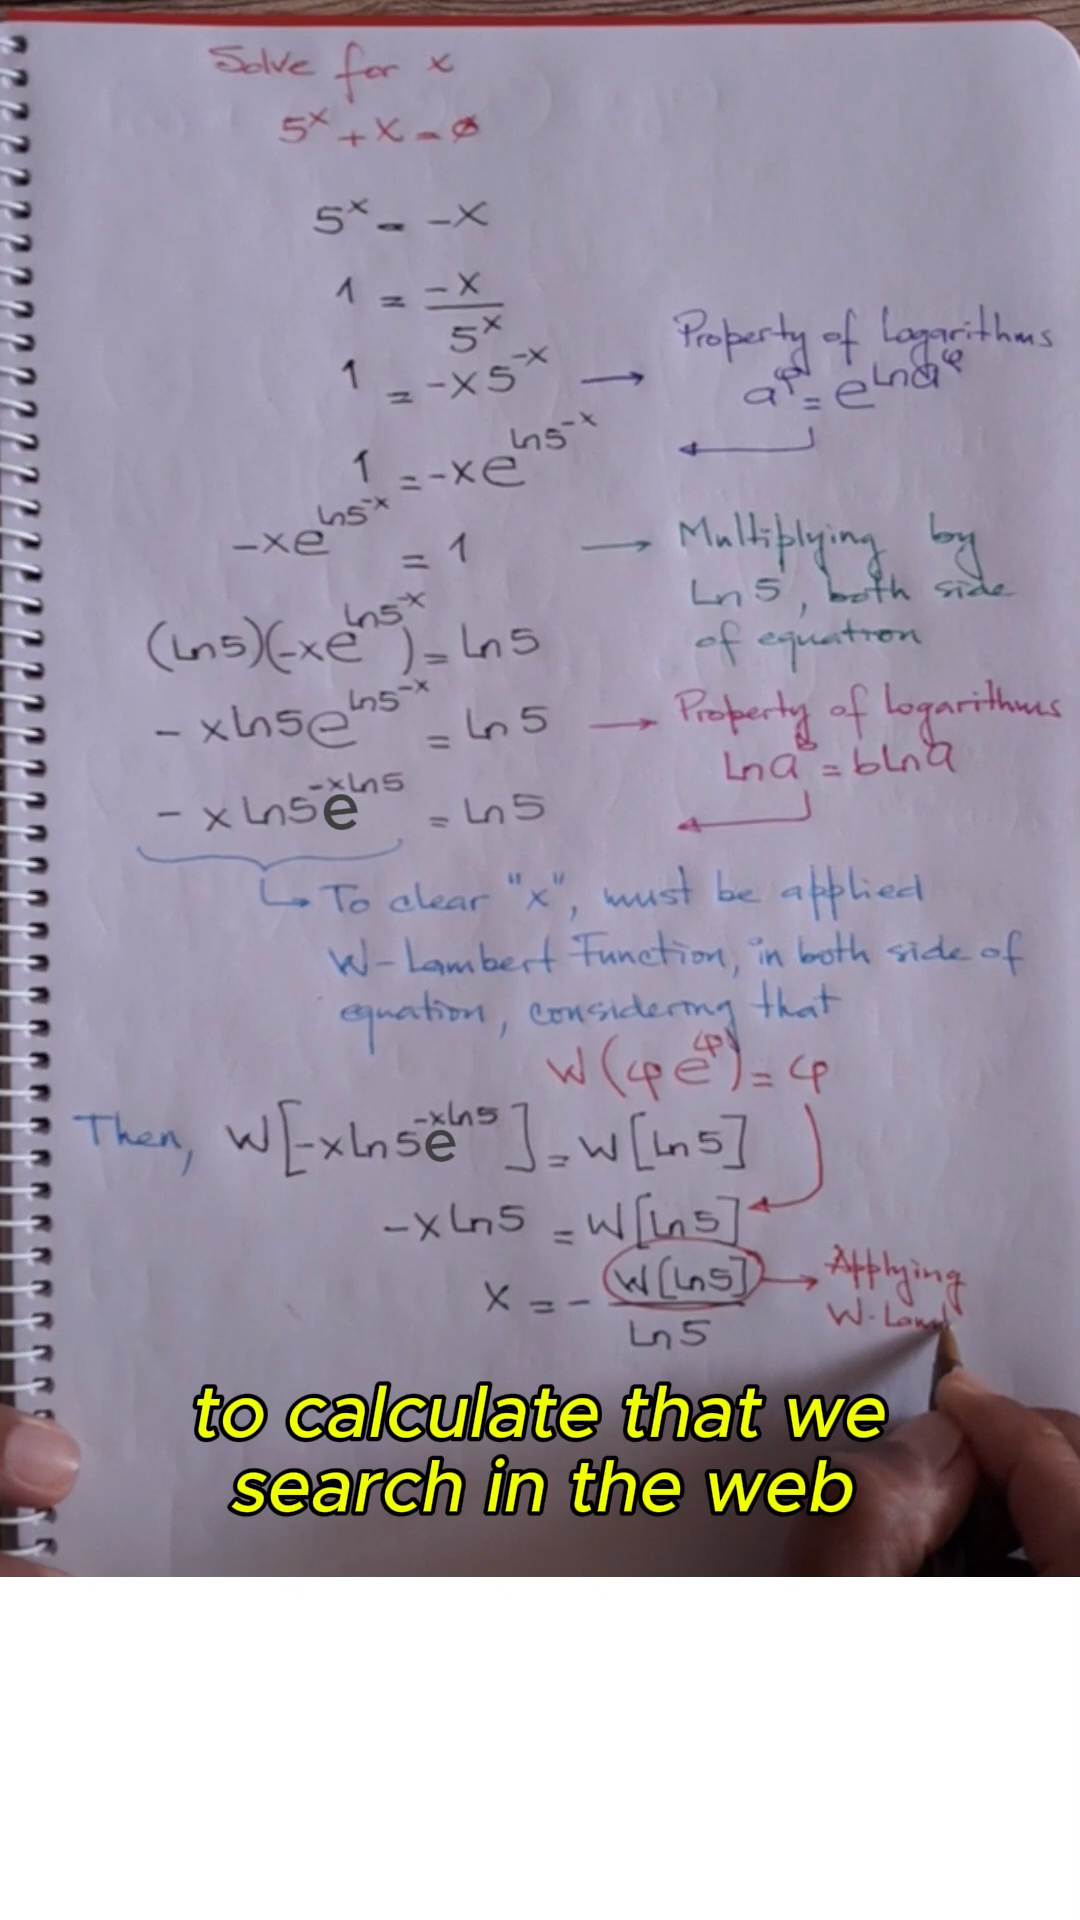 Solve for x
5^x + x = 0
5^x = -x
1 = -x / 5^x
1 = -x5^-x → Property of Logarithms
a^φ = e^Ln a^φ
1 = -xe^Ln5^-x
-xe^Ln5^-x = 1 → Multiplying by
Ln5, both side
of equation
(Ln5)(-xe^Ln5^-x) = Ln5
- xLn5e^Ln5^-x = Ln5 → Property of Logarithms
Ln a^b = bLn a
- xLn5e^-xLn5 = Ln5
To clear "x", must be applied
W-Lambert Function, in both side of
equation, considering that
W(φe^φ) = φ
Then, W[-xLn5e^-xLn5] = W[Ln5]
-xLn5 = W[Ln5]
x = - W[Ln5] / Ln5 → Applying
W-Lam
to calculate that we
search in the web